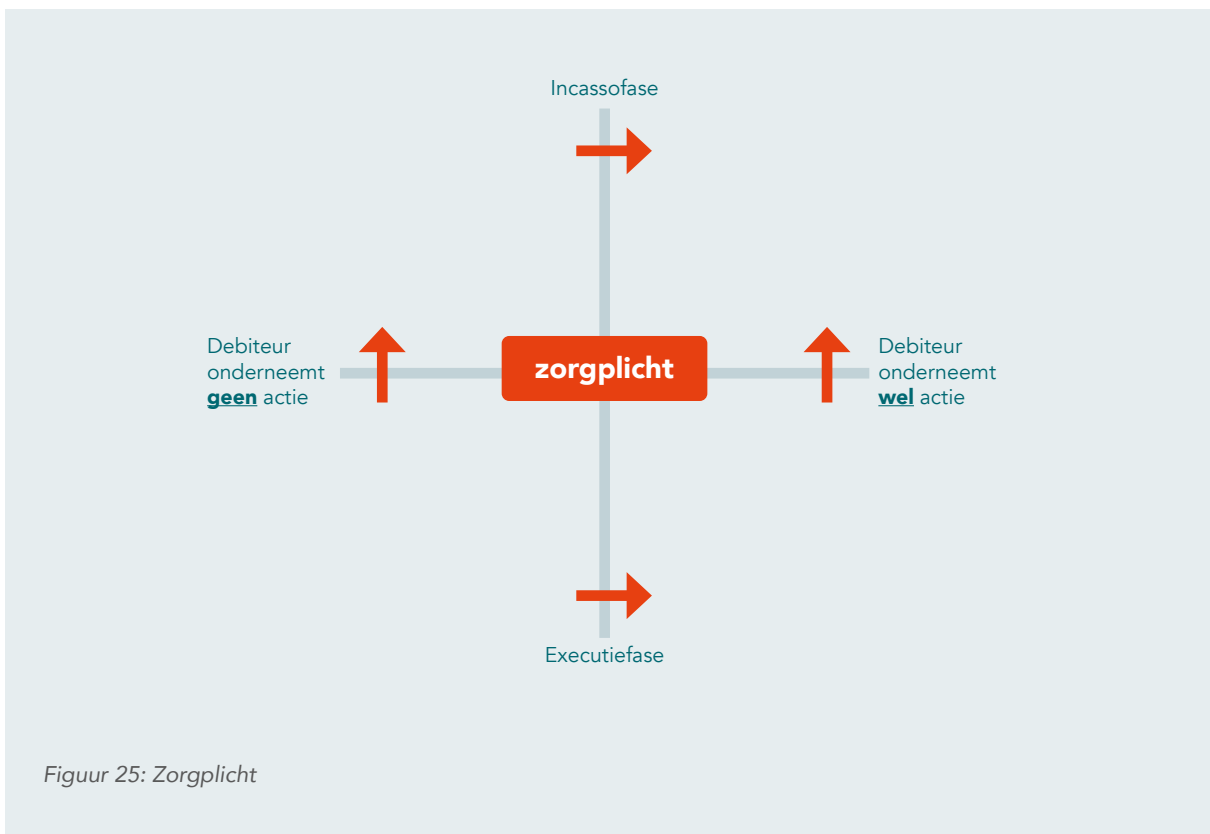 Incassofase
Debiteur
onderneemt
geen actie
zorgplicht
Debiteur
onderneemt
wel actie
Executiefase
Figuur 25: Zorgplicht